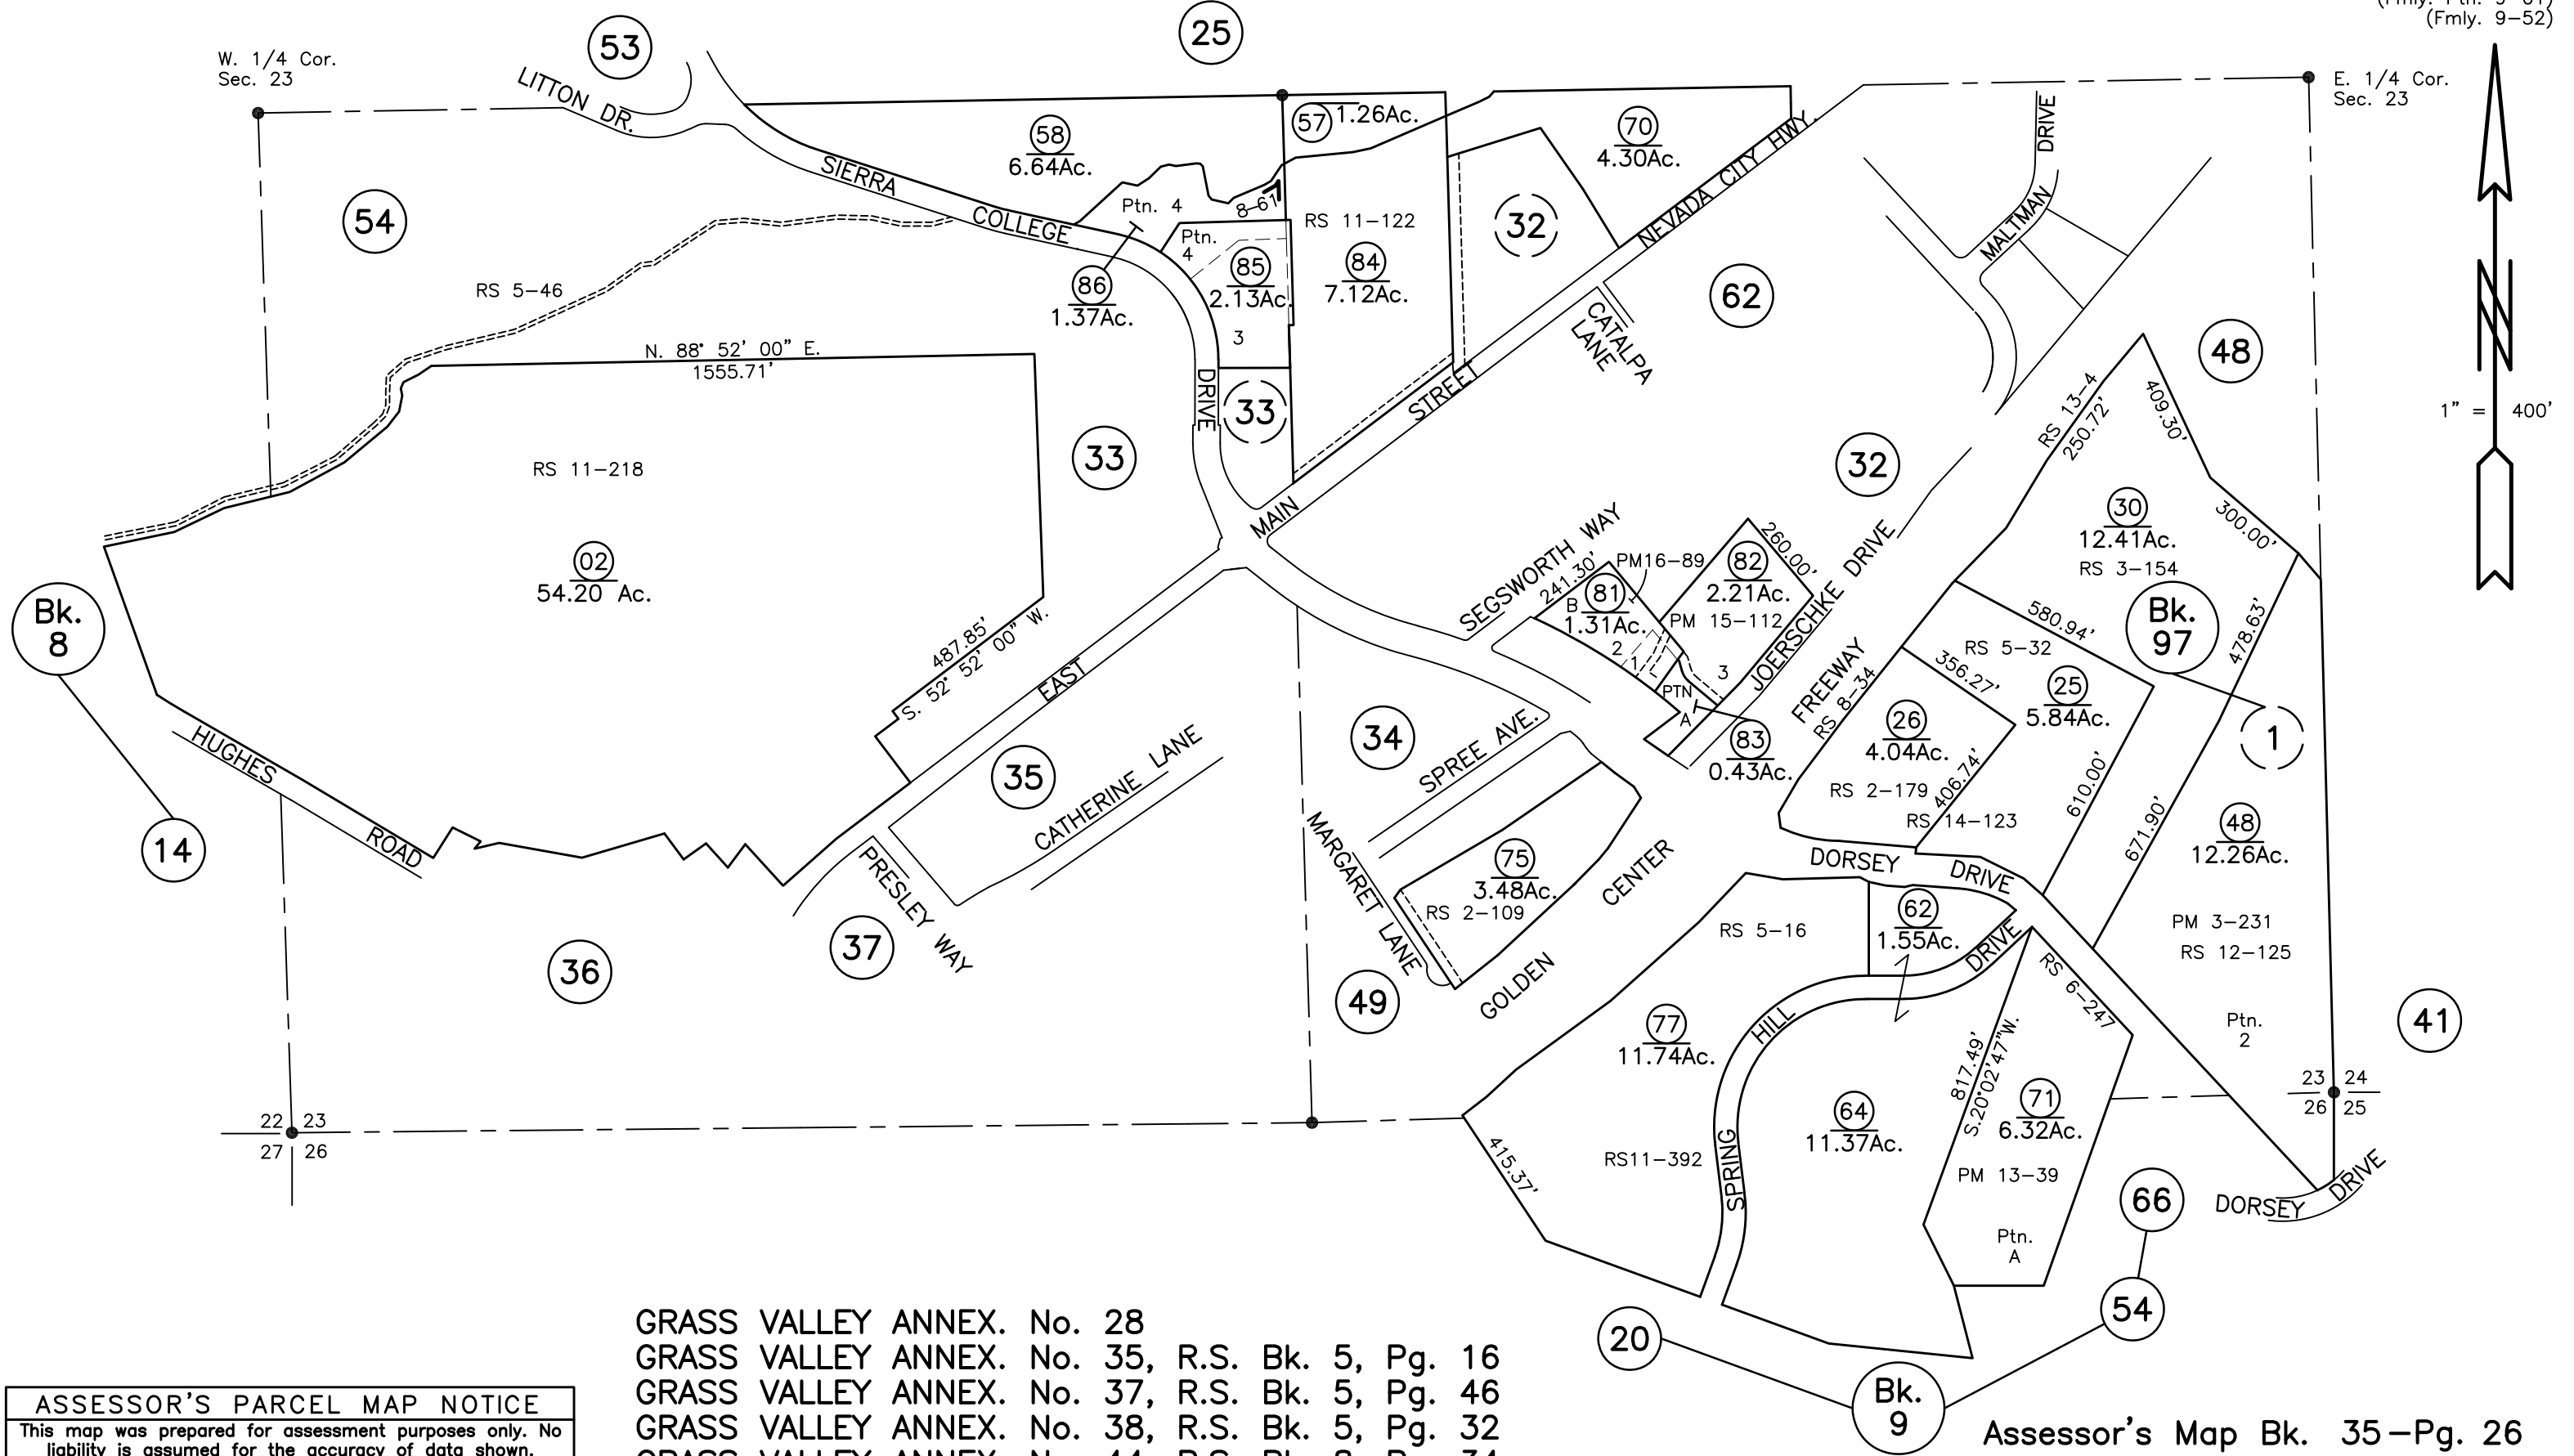 (Fmly. Ptn. 9-61)
(Fmly. 9-52)
W. 1/4 Cor.
Sec. 23
53
25
E. 1/4 Cor.
Sec. 23
LITTON DR.
54
SIERRA
COLLEGE
DRIVE
58
6.64Ac.
57
1.26Ac.
70
4.30Ac.
NEVADA CITY HWY.
MALTMAN
DRIVE
Ptn. 4
8-61
Ptn.
4
RS 11-122
32
85
2.13Ac.
3
84
7.12Ac.
86
1.37Ac.
62
CATALPA
LANE
RS 5-46
N. 88° 52' 00" E.
1555.71'
48
1" = 400'
STREET
MAIN
33
33
RS 11-218
32
RS 13-4
250.72'
409.30'
30
12.41Ac.
RS 3-154
300.00'
02
54.20 Ac.
Bk.
8
SEGSWORTH WAY
241.30'
PM16-89
81
B
1.31Ac.
2
1
260.00'
82
2.21Ac.
PM 15-112
3
JOERSCHKE DRIVE
Bk.
97
580.94'
478.63'
487.85'
S. 52° 52' 00" W.
EAST
RS 5-32
356.27'
25
5.84Ac.
FREEWAY
RS 8-34
PTN
A
83
0.43Ac.
26
4.04Ac.
RS 2-179
406.74'
RS 14-123
610.00'
1
HUGHES
ROAD
35
34
SPREE AVE.
CATHERINE LANE
14
PRESLEY WAY
MARGARET LANE
75
3.48Ac.
RS 2-109
CENTER
GOLDEN
DORSEY
DRIVE
671.90'
48
12.26Ac.
PM 3-231
RS 12-125
Ptn.
2
36
37
49
RS 5-16
62
1.55Ac.
DRIVE
HILL
SPRING
RS 6-247
77
11.74Ac.
817.49'
S.20°02'47"W.
41
22 23
27 26
23 24
26 25
64
11.37Ac.
71
6.32Ac.
PM 13-39
Ptn.
A
415.37'
RS11-392
66
DORSEY
DRIVE
54
20
Bk.
9
GRASS VALLEY ANNEX. No. 28
GRASS VALLEY ANNEX. No. 35, R.S. Bk. 5, Pg. 16
GRASS VALLEY ANNEX. No. 37, R.S. Bk. 5, Pg. 46
GRASS VALLEY ANNEX. No. 38, R.S. Bk. 5, Pg. 32
GRASS VALLEY ANNEX. No. 44, R.S. Bk. 8, Pg. 34
ASSESSOR'S PARCEL MAP NOTICE
This map was prepared for assessment purposes only. No
liability is assumed for the accuracy of data shown.
Assessor's Map Bk. 35-Pg. 26